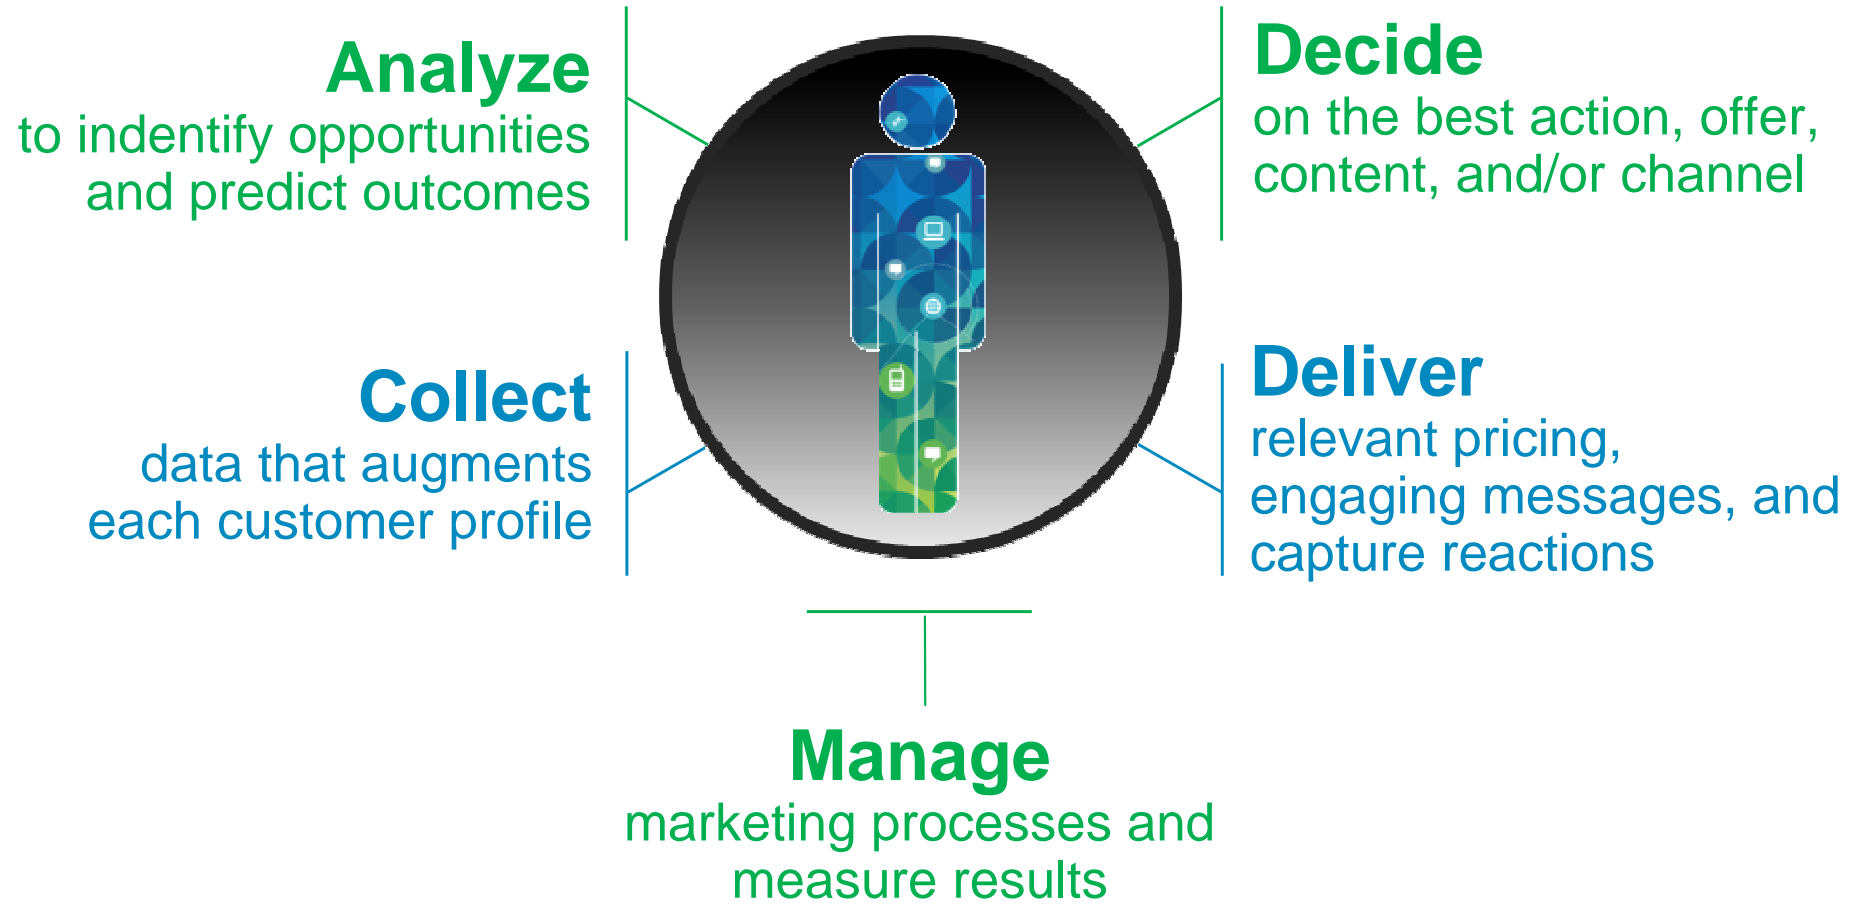 Analyze
to indentify opportunities
and predict outcomes
Decide
on the best action, offer,
content, and/or channel
Collect
data that augments
each customer profile
Deliver
relevant pricing,
engaging messages, and
capture reactions
Manage
marketing processes and
measure results